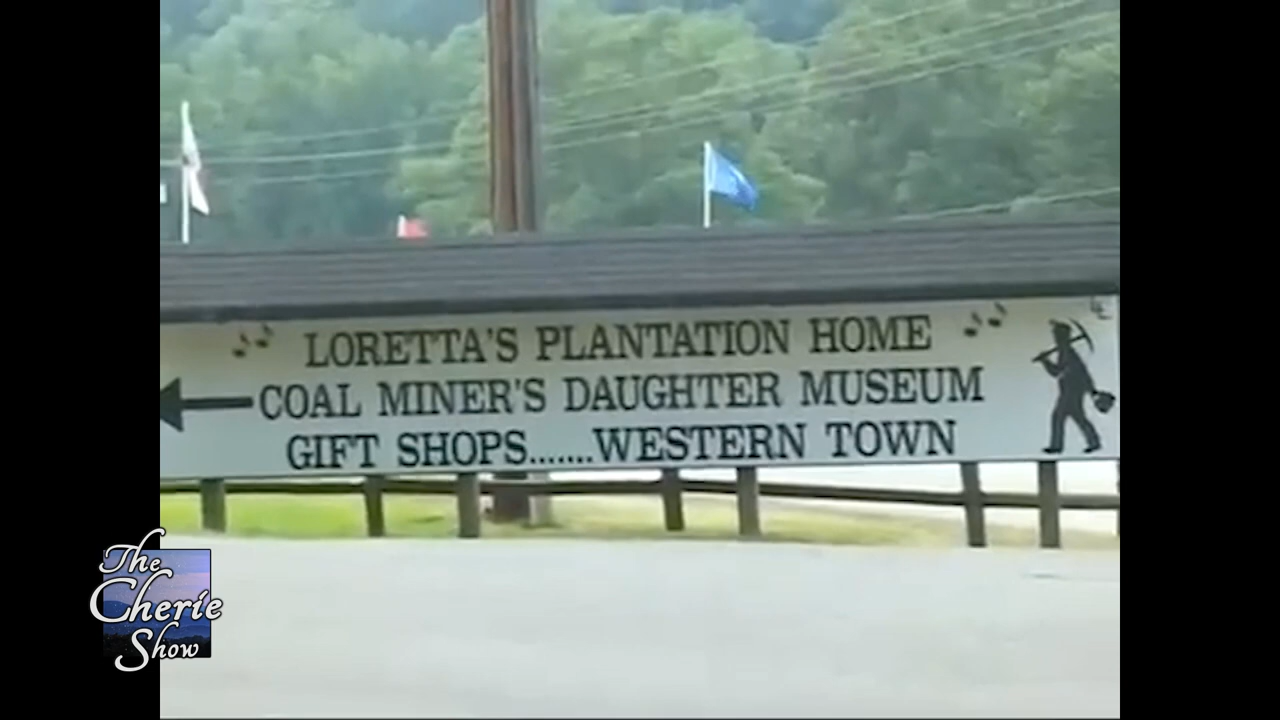 LORETTA'S PLANTATION HOME
COAL MINER'S DAUGHTER MUSEUM
GIFT SHOPS.......WESTERN TOWN
The
Cherie
Show